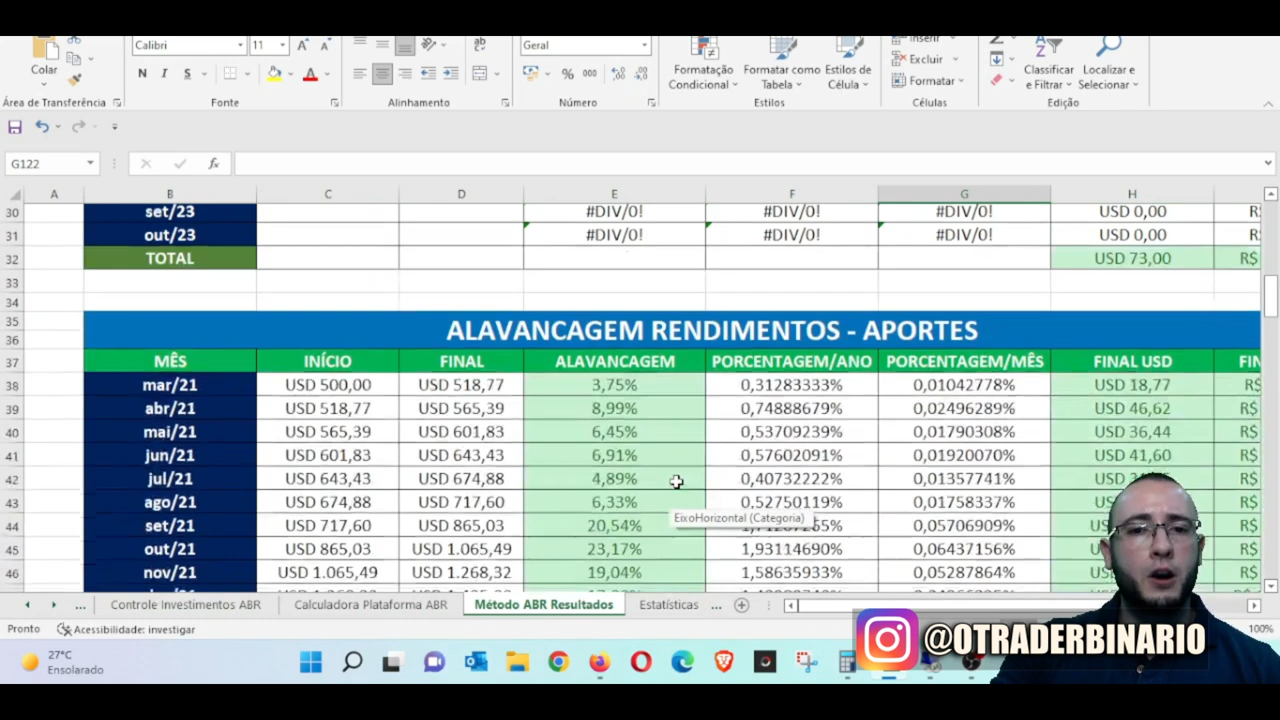 Calibri 11 Geral Inserir
Colar N I S % 000 Formatação Condicional Formatar como Tabela Estilos de Célula Excluir Formatar Classificar e Filtrar Localizar e Selecionar
Área de Transferência Fonte Alinhamento Número Estilos Células Edição
G122 fx
A B C D E F G H
30 set/23 #DIV/0! #DIV/0! #DIV/0! USD 0,00
31 out/23 #DIV/0! #DIV/0! #DIV/0! USD 0,00
32 TOTAL USD 73,00 R$
33
34
35
36 ALAVANCAGEM RENDIMENTOS - APORTES
37 MÊS INÍCIO FINAL ALAVANCAGEM PORCENTAGEM/ANO PORCENTAGEM/MÊS FINAL USD
38 mar/21 USD 500,00 USD 518,77 3,75% 0,31283333% 0,01042778% USD 18,77 R$
39 abr/21 USD 518,77 USD 565,39 8,99% 0,74888679% 0,02496289% USD 46,62 R$
40 mai/21 USD 565,39 USD 601,83 6,45% 0,53709239% 0,01790308% USD 36,44 R$
41 jun/21 USD 601,83 USD 643,43 6,91% 0,57602091% 0,01920070% USD 41,60 R$
42 jul/21 USD 643,43 USD 674,88 4,89% 0,40732222% 0,01357741%
43 ago/21 USD 674,88 USD 717,60 6,33% 0,52750119% 0,01758337%
EixoHorizontal (Categoria)
44 set/21 USD 717,60 USD 865,03 20,54% 0,05706909%
45 out/21 USD 865,03 USD 1.065,49 23,17% 1,93114690% 0,06437156%
46 nov/21 USD 1.065,49 USD 1.268,32 19,04% 1,58635933% 0,05287864%
... Controle Investimentos ABR Calculadora Plataforma ABR Método ABR Resultados Estatísticas ...
Pronto Acessibilidade: investigar 100%
@OTRADERBINARIO
27°C
Ensolarado